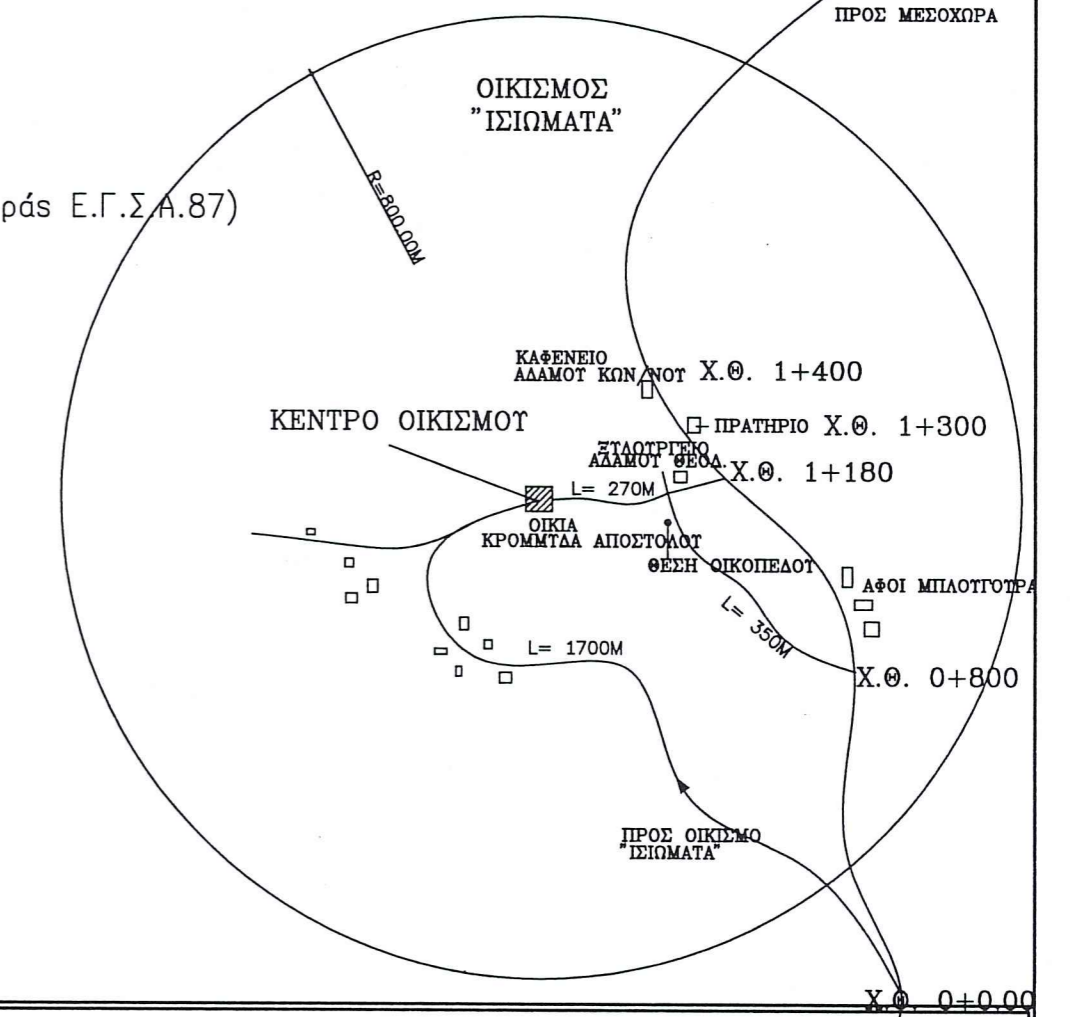 ΠΡΟΣ ΜΕΣΟΧΩΡΑ
ΟΙΚΙΣΜΟΣ
"ΙΣΙΩΜΑΤΑ"
R=800.00M
ράs Ε.Γ.Σ.Α.87)
ΚΑΦΕΝΕΙΟ
ΑΔΑΜΟΥ ΚΩΝ/ΝΟΥ
Χ.Θ. 1+400
ΚΕΝΤΡΟ ΟΙΚΙΣΜΟΥ
ΠΡΑΤΗΡΙΟ
Χ.Θ. 1+300
ΞΥΛΟΥΡΓΕΙΟ
ΑΔΑΜΟΥ ΘΕΟΔ.
Χ.Θ. 1+180
L= 270M
ΟΙΚΙΑ
ΚΡΟΜΜΥΔΑ ΑΠΟΣΤΟΛΟΥ
ΘΕΣΗ ΟΙΚΟΠΕΔΟΥ
ΑΦΟΙ ΜΠΛΟΥΓΟΥΡΑ
L= 350M
L= 1700M
Χ.Θ. 0+800
ΠΡΟΣ ΟΙΚΙΣΜΟ
"ΙΣΙΩΜΑΤΑ"
Χ.Θ. 0+0.00